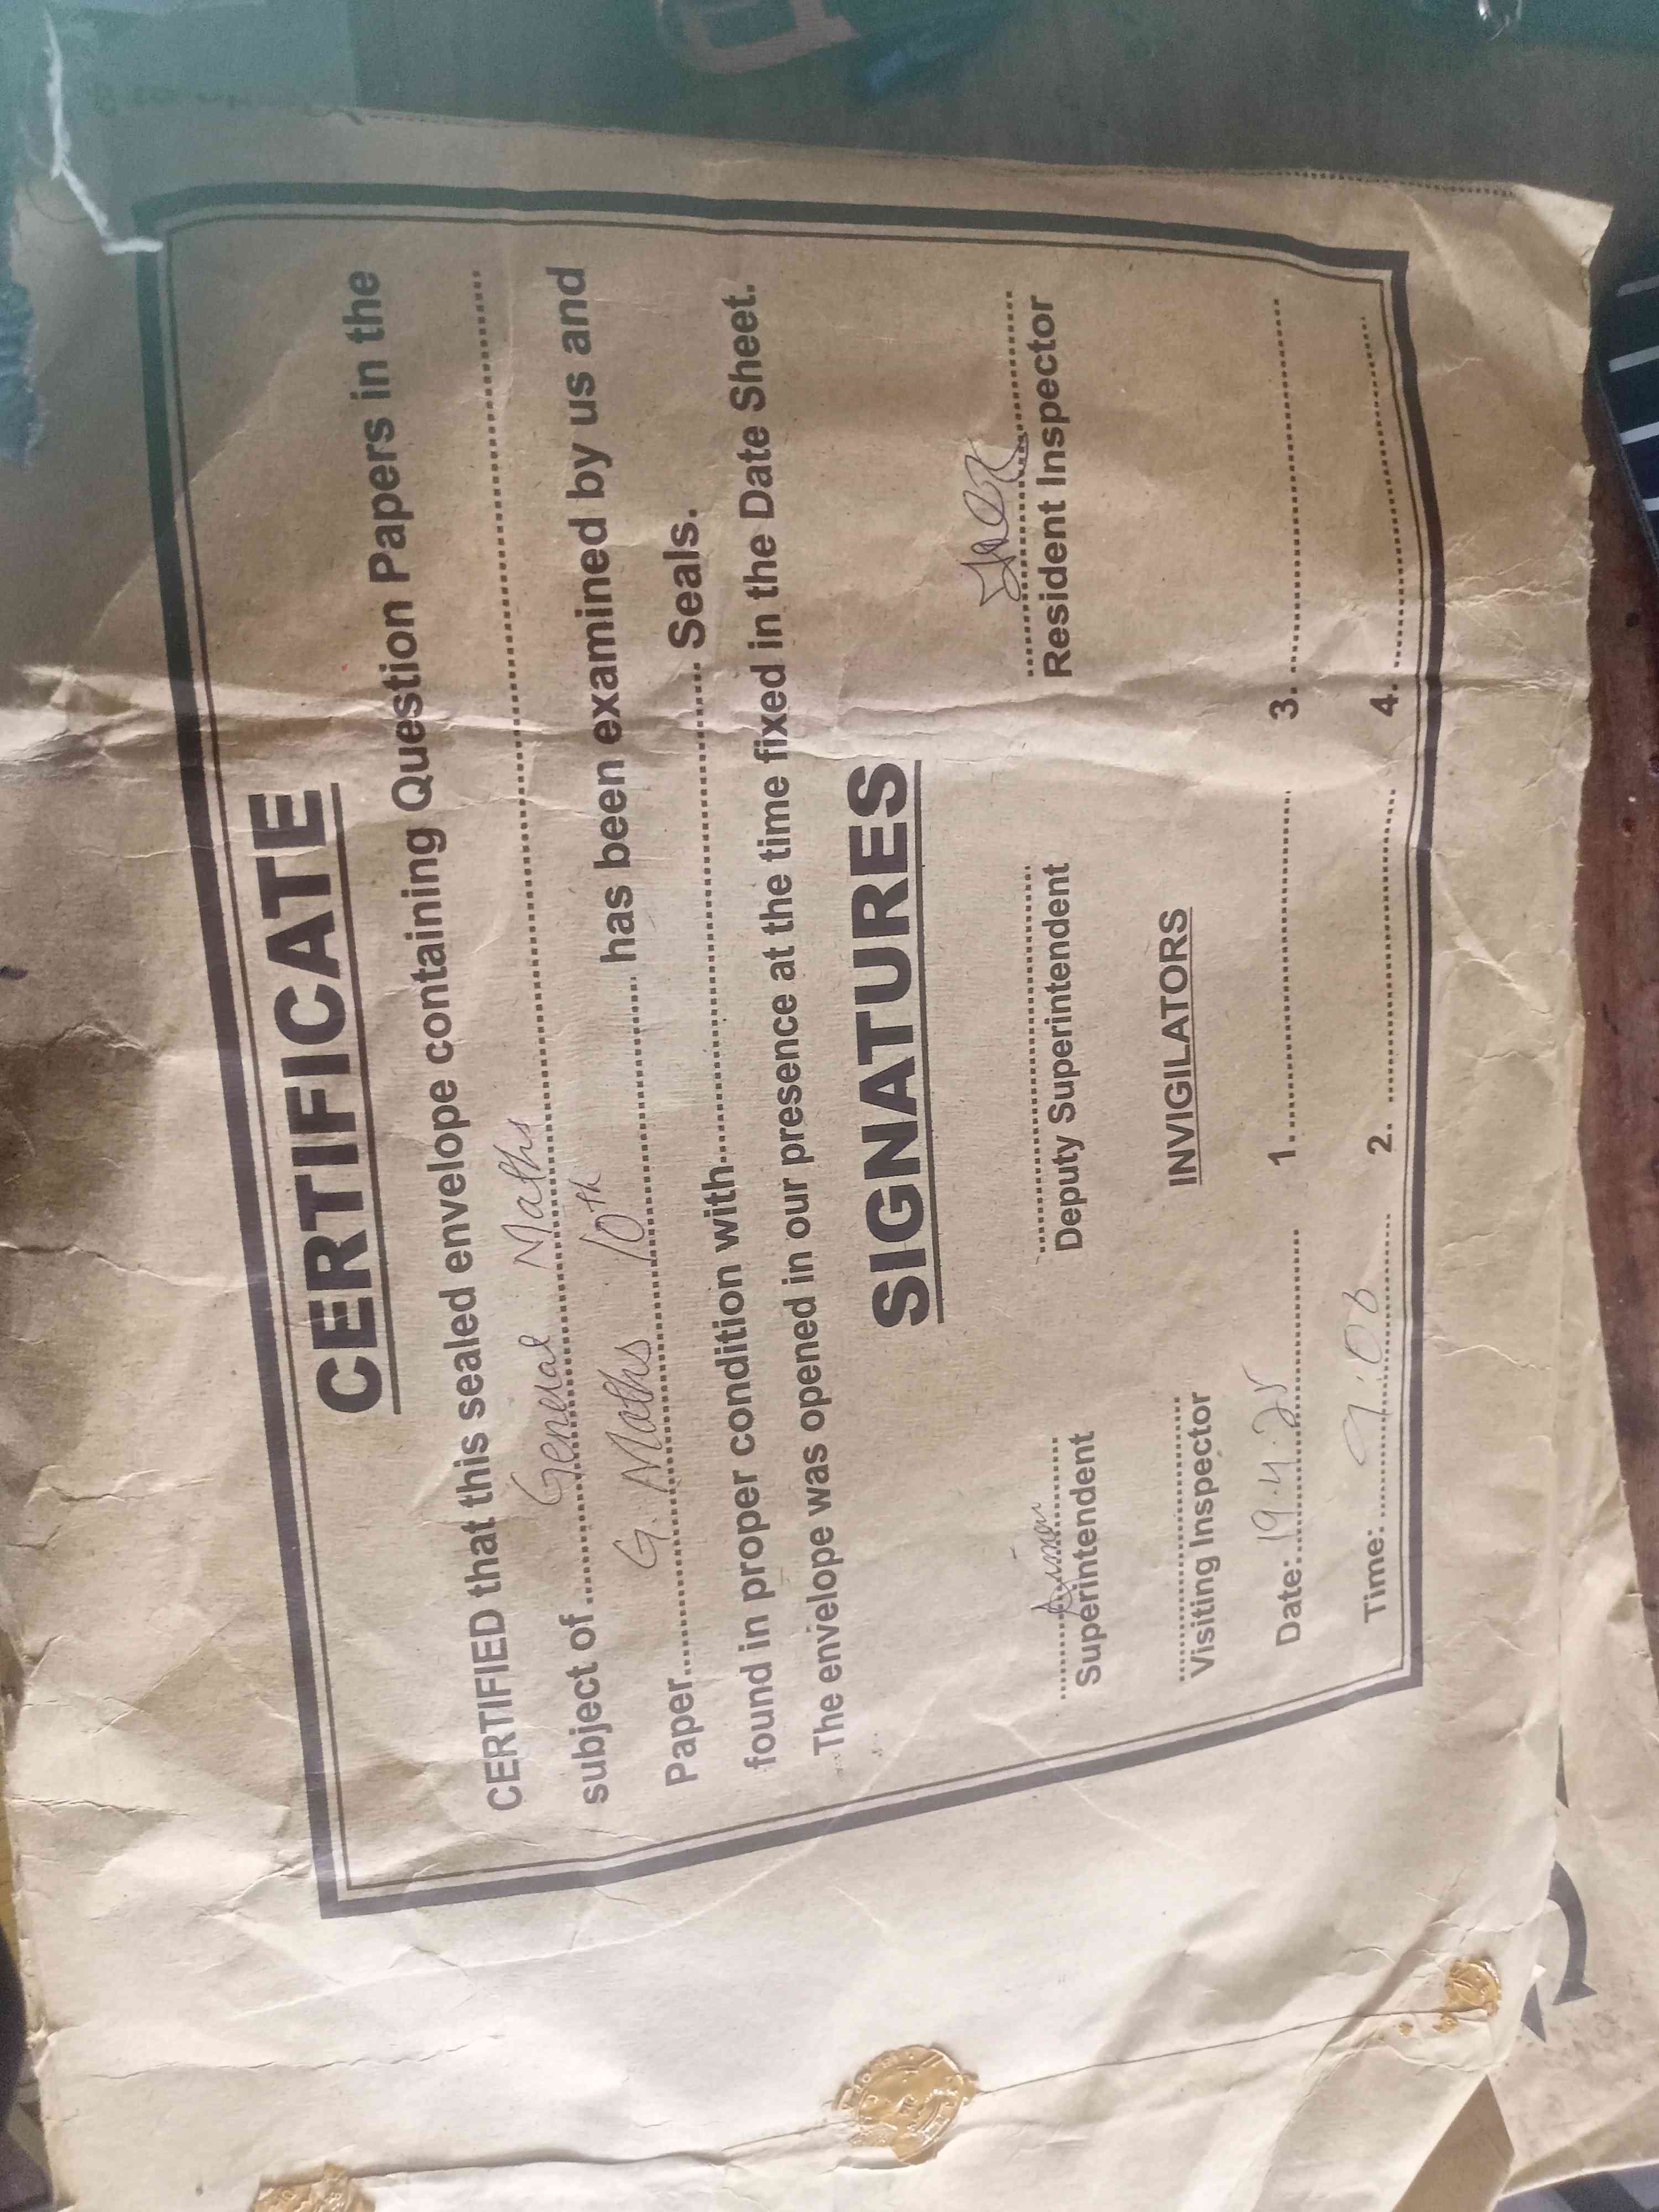 CERTIFICATE
CERTIFIED that this sealed envelope containing Question Papers in the
subject of General Maths
Paper G. Maths 10th has been examined by us and
found in proper condition with Seals.
The envelope was opened in our presence at the time fixed in the Date Sheet.
SIGNATURES
Superintendent Deputy Superintendent Resident Inspector
Visiting Inspector INVIGILATORS
Date: 19.4.25 1. 3.
Time: 9.00 2. 4.